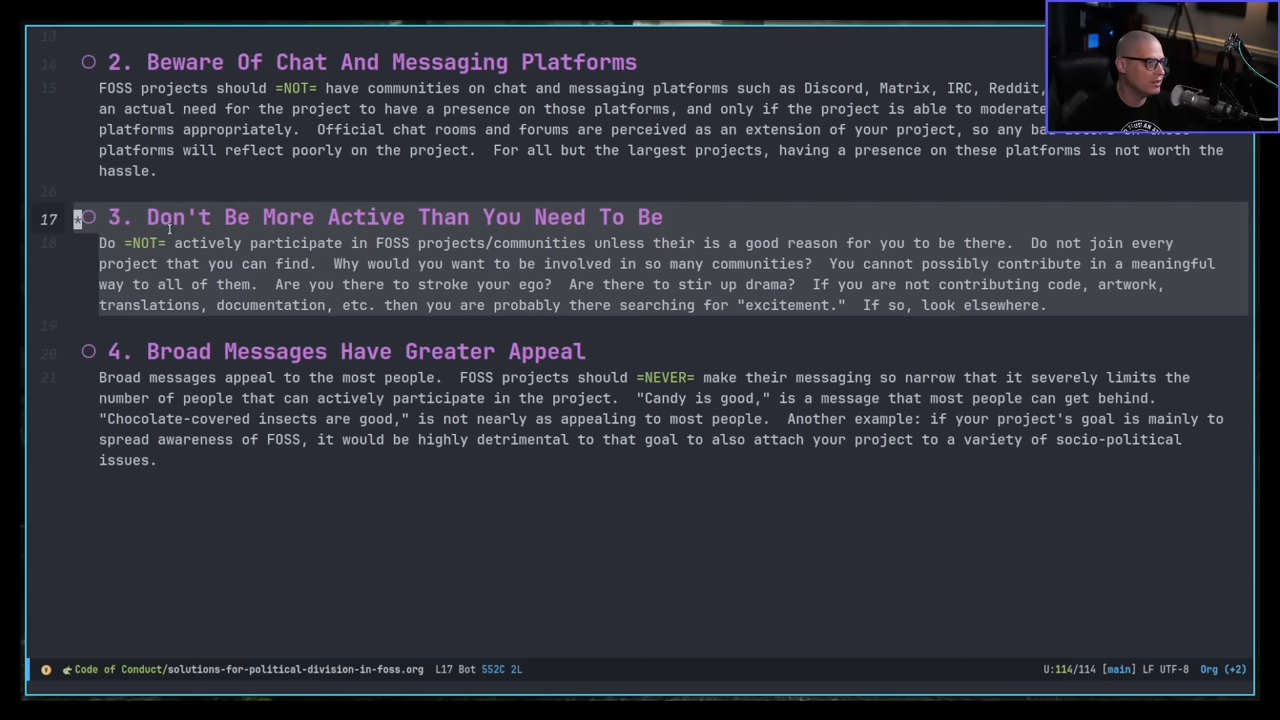 13
14 2. Beware Of Chat And Messaging Platforms
15 FOSS projects should =NOT= have communities on chat and messaging platforms such as Discord, Matrix, IRC, Reddit,
an actual need for the project to have a presence on those platforms, and only if the project is able to moderate
platforms appropriately.  Official chat rooms and forums are perceived as an extension of your project, so any
platforms will reflect poorly on the project.  For all but the largest projects, having a presence on these platforms is not worth the
hassle.
16
17 * 3. Don't Be More Active Than You Need To Be
18 Do =NOT= actively participate in FOSS projects/communities unless their is a good reason for you to be there.  Do not join every
project that you can find.  Why would you want to be involved in so many communities?  You cannot possibly contribute in a meaningful
way to all of them.  Are you there to stroke your ego?  Are there to stir up drama?  If you are not contributing code, artwork,
translations, documentation, etc. then you are probably there searching for "excitement."  If so, look elsewhere.
19
20 4. Broad Messages Have Greater Appeal
21 Broad messages appeal to the most people.  FOSS projects should =NEVER= make their messaging so narrow that it severely limits the
number of people that can actively participate in the project.  "Candy is good," is a message that most people can get behind.
"Chocolate-covered insects are good," is not nearly as appealing to most people.  Another example: if your project's goal is mainly to
spread awareness of FOSS, it would be highly detrimental to that goal to also attach your project to a variety of socio-political
issues.
Code of Conduct/solutions-for-political-division-in-foss.org L17 Bot 552C 2L U:114/114 [main] LF UTF-8 Org (+2)